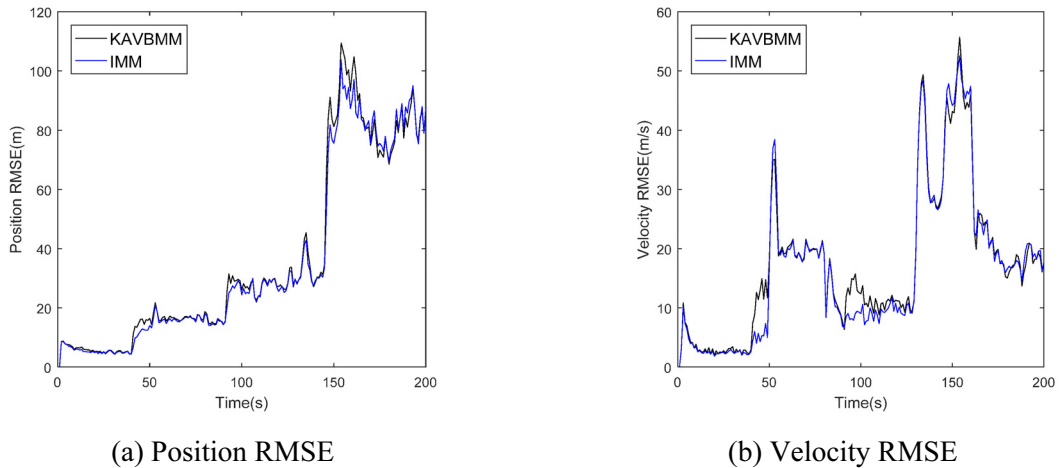 120
100
80
60
40
20
0
Position RMSE(m)
KAVBMM
IMM
0 50 100 150 200
Time(s)
(a) Position RMSE
60
50
40
30
20
10
0
Velocity RMSE(m/s)
KAVBMM
IMM
0 50 100 150 200
Time(s)
(b) Velocity RMSE